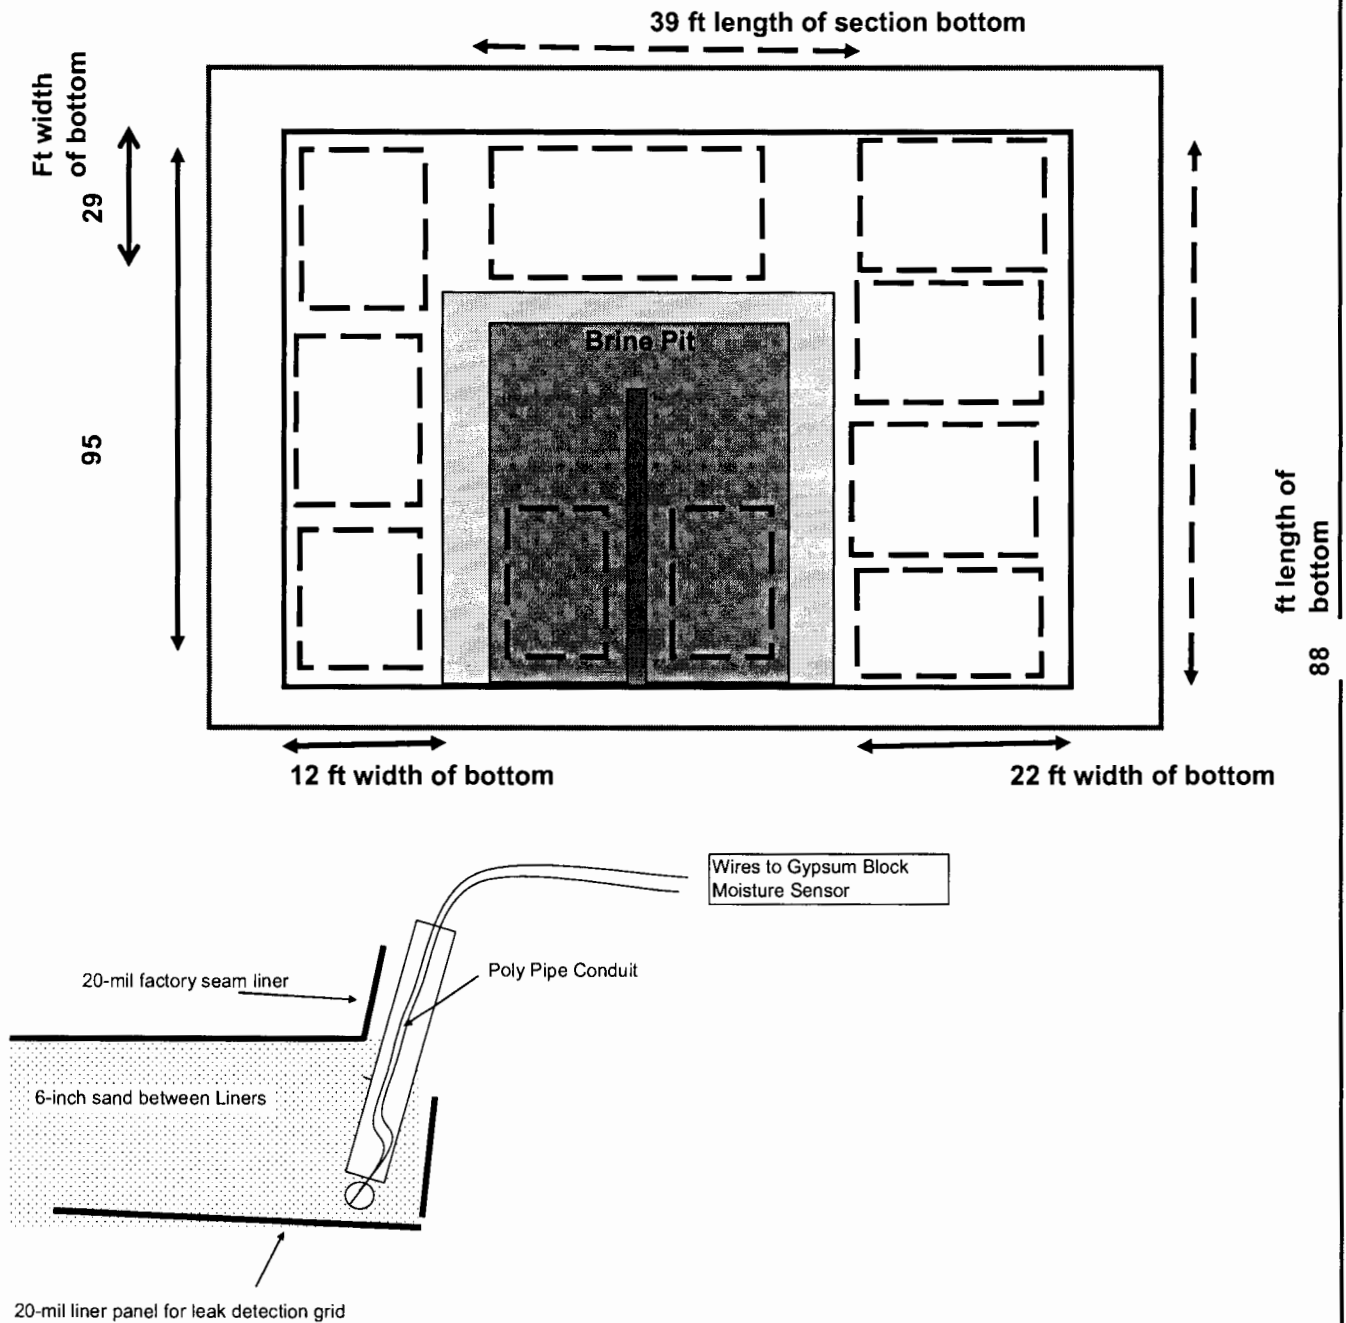 39 ft length of section bottom
Ft width
of bottom
29
95
Brine Pit
ft length of
bottom
88
12 ft width of bottom
22 ft width of bottom
Wires to Gypsum Block
Moisture Sensor
20-mil factory seam liner
Poly Pipe Conduit
6-inch sand between Liners
20-mil liner panel for leak detection grid